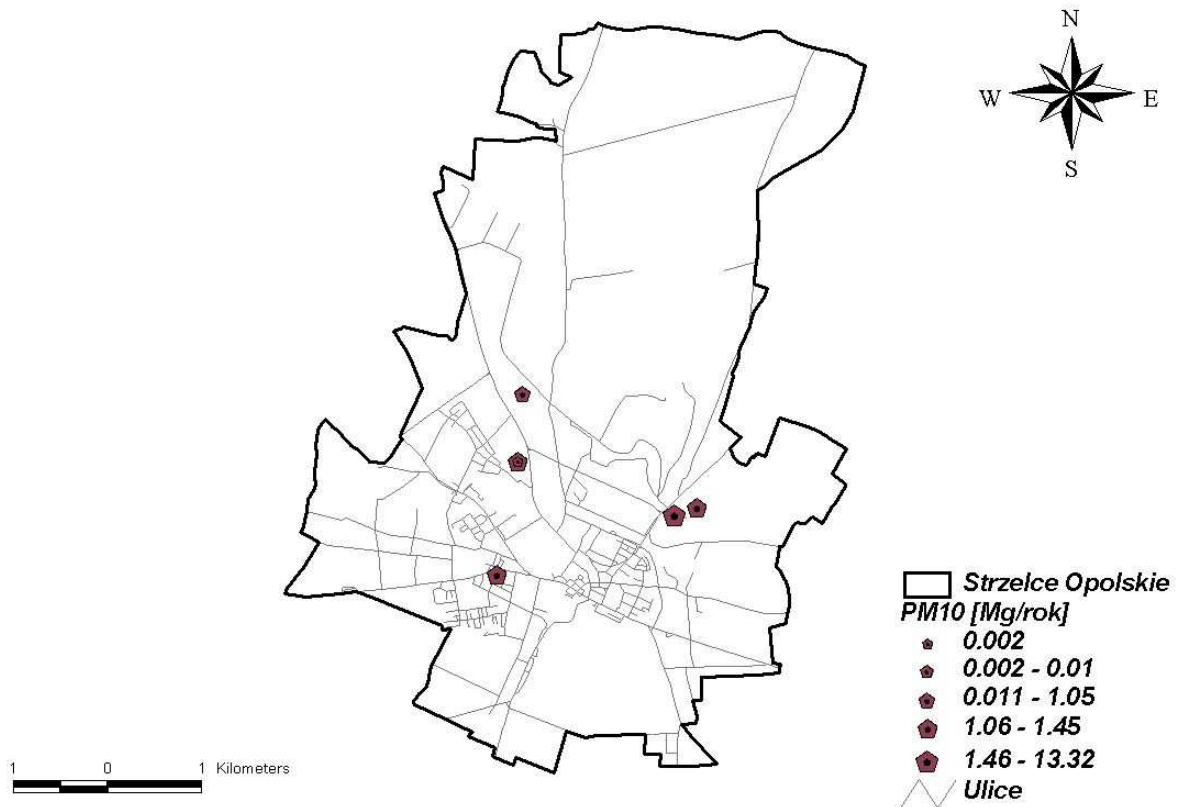 N
W E
S
Strzelce Opolskie
PM10 [Mg/rok]
0.002
0.002 - 0.01
0.011 - 1.05
1.06 - 1.45
1.46 - 13.32
Ulice
1 0 1 Kilometers